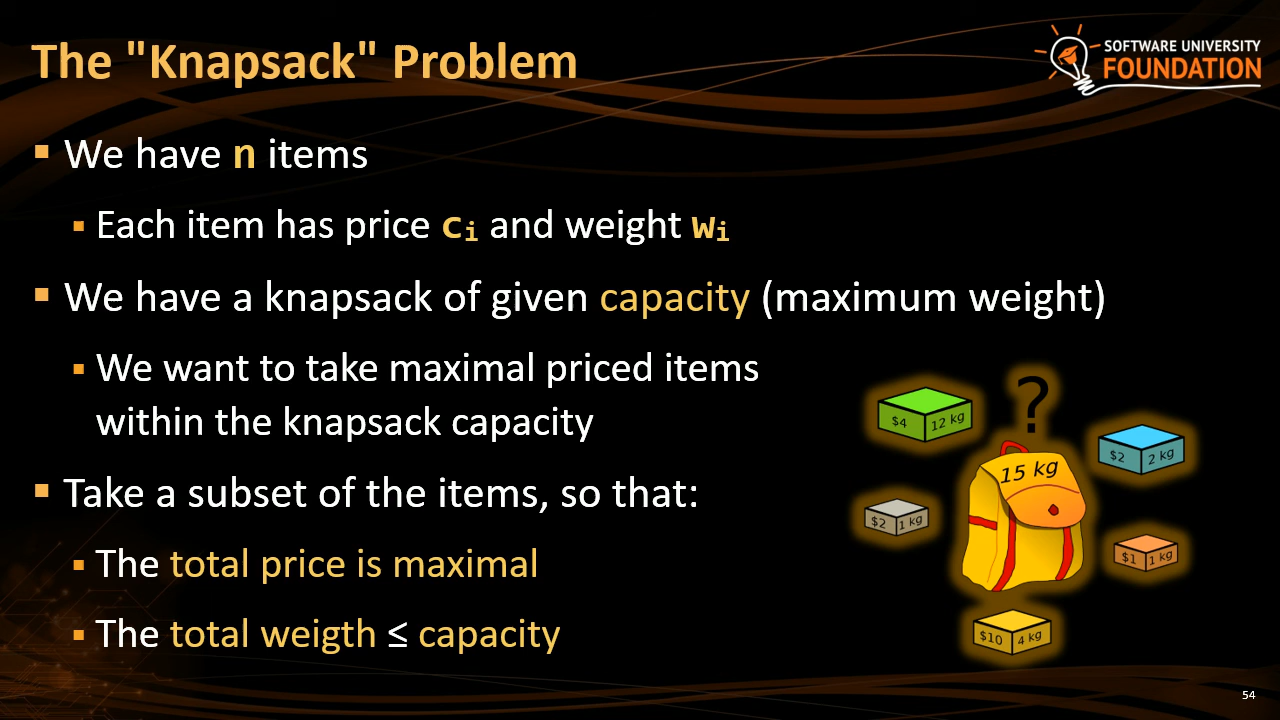 The "Knapsack" Problem
SOFTWARE UNIVERSITY
FOUNDATION
▪ We have n items
▪ Each item has price cᵢ and weight wᵢ
▪ We have a knapsack of given capacity (maximum weight)
▪ We want to take maximal priced items
within the knapsack capacity
▪ Take a subset of the items, so that:
▪ The total price is maximal
▪ The total weigth ≤ capacity
?
$4 12 kg
15 kg
$2 2 kg
$2 1 kg
$1 1 kg
$10 4 kg
54